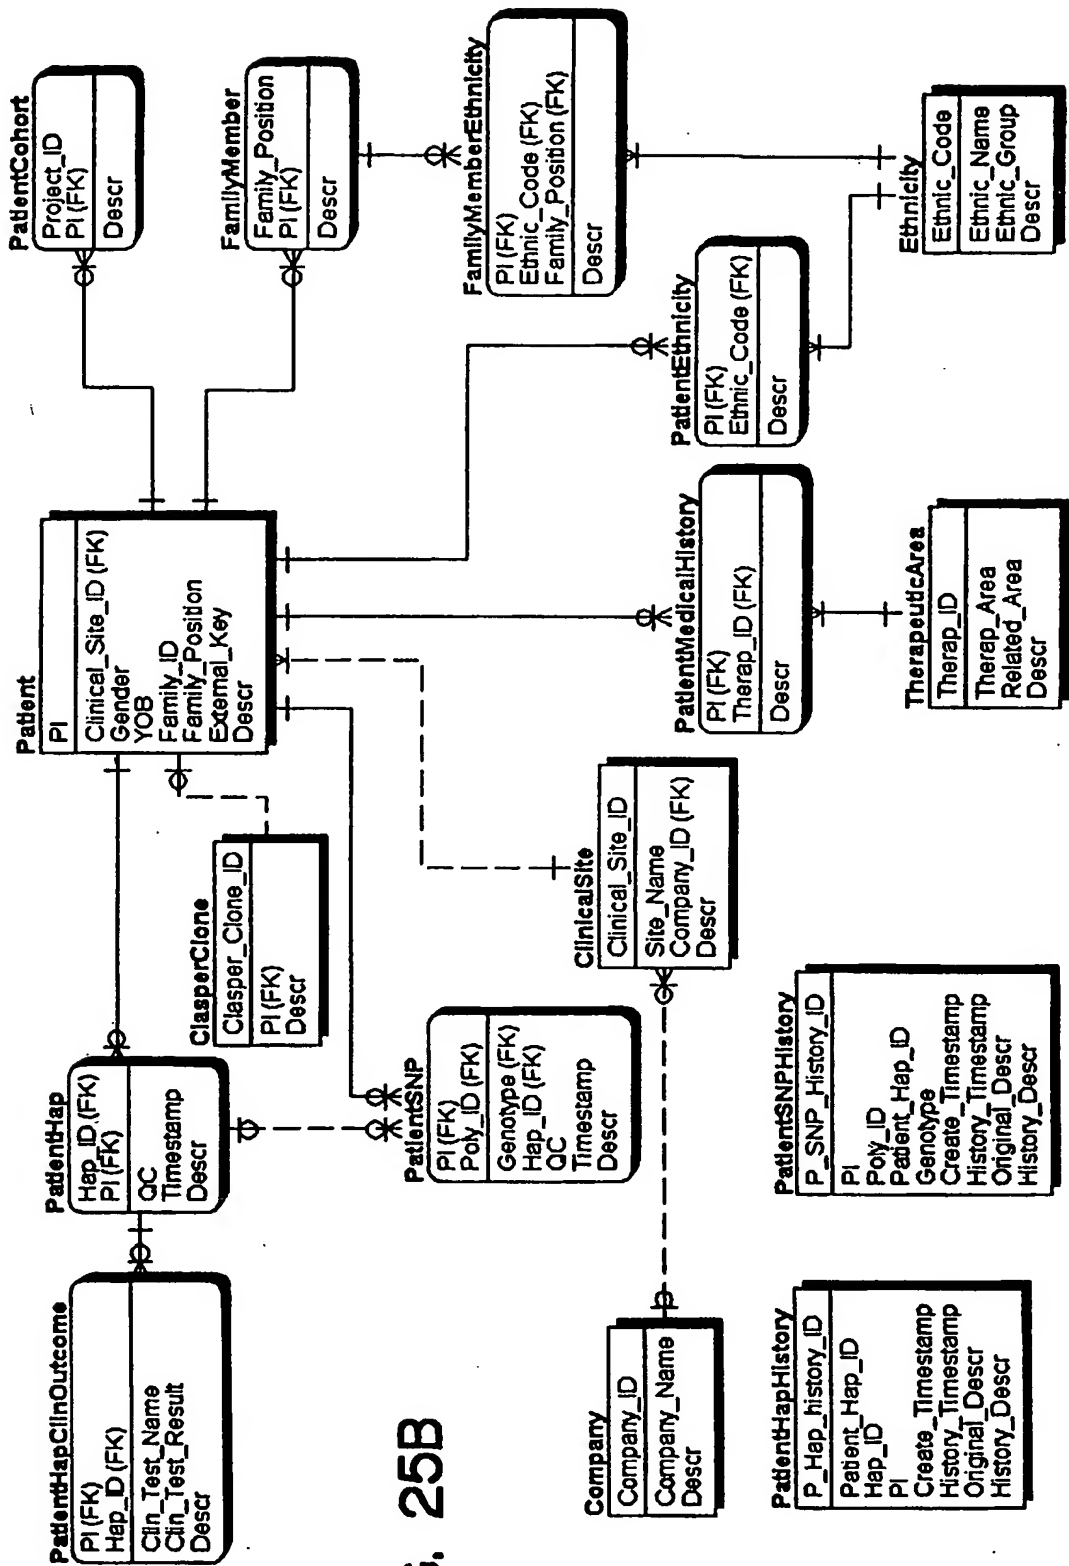 PatientHapClinOutcome
PI (FK)
Hap_ID (FK)
Clin_Test_Name
Clin_Test_Result
Descr
PatientHap
Hap_ID (FK)
PI (FK)
QC
Timestamp
Descr
Patient
PI
Clinical_Site_ID (FK)
Gender
YOB
Family_ID
Family_Position
External_Key
Descr
PatientCohort
Project_ID
PI (FK)
Descr
FamilyMember
Family_Position
PI (FK)
Descr
ClasperClone
Clasper_Clone_ID
PI (FK)
Descr
PatientSNP
PI (FK)
Poly_ID (FK)
Genotype (FK)
Hap_ID (FK)
QC
Timestamp
Descr
FamilyMemberEthnicity
PI (FK)
Ethnic_Code (FK)
Family_Position (FK)
Descr
25B
Company
Company_ID
Company_Name
Descr
ClinicalSite
Clinical_Site_ID
Site_Name
Company_ID (FK)
Descr
PatientMedicalHistory
PI (FK)
Therap_ID (FK)
Descr
PatientEthnicity
PI (FK)
Ethnic_Code (FK)
Descr
PatientHapHistory
P_Hap_history_ID
Patient_Hap_ID
Hap_ID
PI
Create_Timestamp
History_Timestamp
Original_Descr
History_Descr
PatientSNPHistory
P_SNP_History_ID
PI
Poly_ID
Patient_Hap_ID
Genotype
Create_Timestamp
History_Timestamp
Original_Descr
History_Descr
TherapeuticArea
Therap_ID
Therap_Area
Related_Area
Descr
Ethnicity
Ethnic_Code
Ethnic_Name
Ethnic_Group
Descr